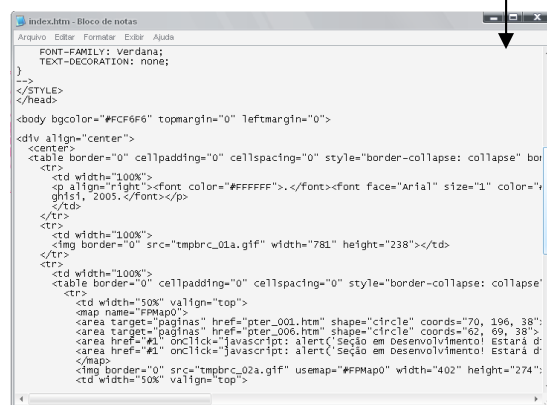 index.htm - Bloco de notas
Arquivo Editar Formatar Exibir Ajuda
FONT-FAMILY: Verdana;
TEXT-DECORATION: none;
}
-->
</STYLE>
</head>
<body bgcolor="#FCF6F6" topmargin="0" leftmargin="0">
<div align="center">
<center>
<table border="0" cellpadding="0" cellspacing="0" style="border-collapse: collapse" bor
<tr>
<td width="100%">
<p align="right"><font color="#FFFFFF">.</font><font face="Arial" size="1" color="#
ghisi, 2005.</font></p>
</td>
</tr>
<tr>
<td width="100%">
<img border="0" src="tmpbrc_01a.gif" width="781" height="238"></td>
</tr>
<tr>
<td width="100%">
<table border="0" cellpadding="0" cellspacing="0" style="border-collapse: collapse"
<tr>
<td width="50%" valign="top">
<map name="FPMap0">
<area target="paginas" href="pter_001.htm" shape="circle" coords="70, 196, 38">
<area target="paginas" href="pter_006.htm" shape="circle" coords="62, 69, 38">
<area href="#1" onClick="javascript: alert('Seção em Desenvolvimento! Estará d
<area href="#1" onClick="javascript: alert('Seção em Desenvolvimento! Estará d
</map>
<img border="0" src="tmpbrc_02a.gif" usemap="#FPMap0" width="402" height="274"
<td width="50%" valign="top">